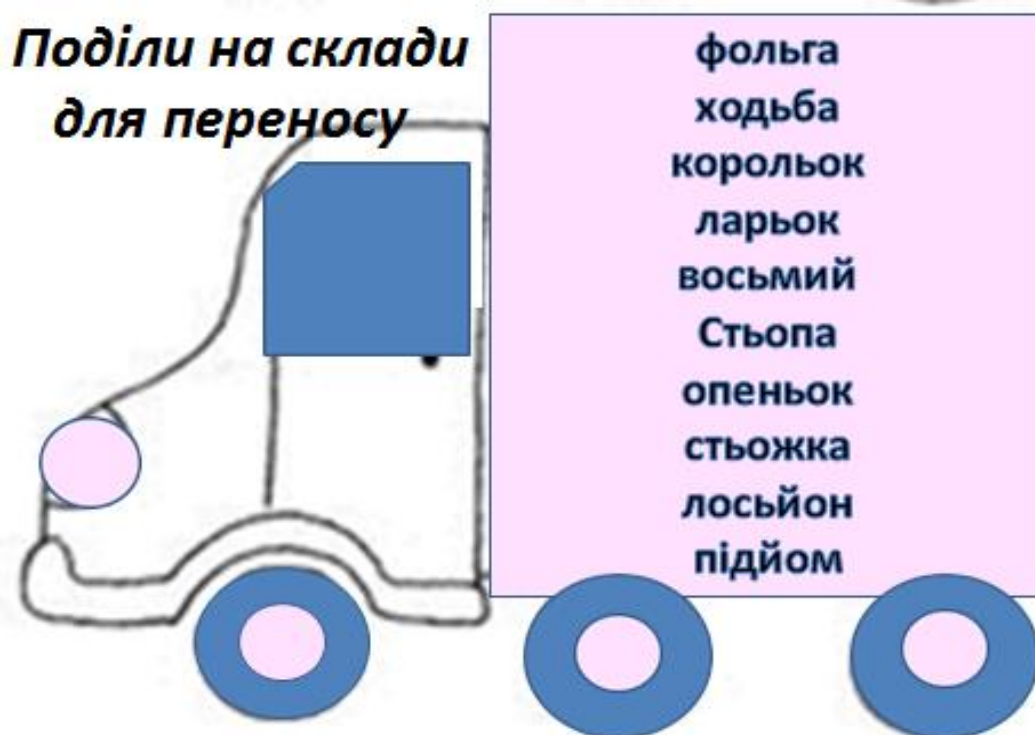 Поділи на склади
для переносу
фольга
ходьба
корольок
ларьок
восьмий
Стьопа
опеньок
стьожка
лосьйон
підйом